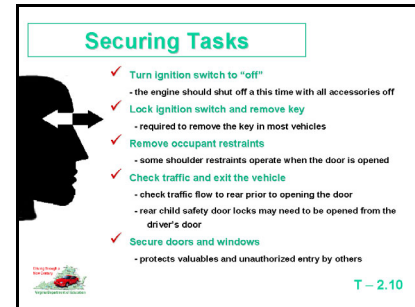 Securing Tasks
✓ Turn ignition switch to "off"
- the engine should shut off a this time with all accessories off
✓ Lock ignition switch and remove key
- required to remove the key in most vehicles
✓ Remove occupant restraints
- some shoulder restraints operate when the door is opened
✓ Check traffic and exit the vehicle
- check traffic flow to rear prior to opening the door
- rear child safety door locks may need to be opened from the
driver's door
✓ Secure doors and windows
- protects valuables and unauthorized entry by others
T – 2.10